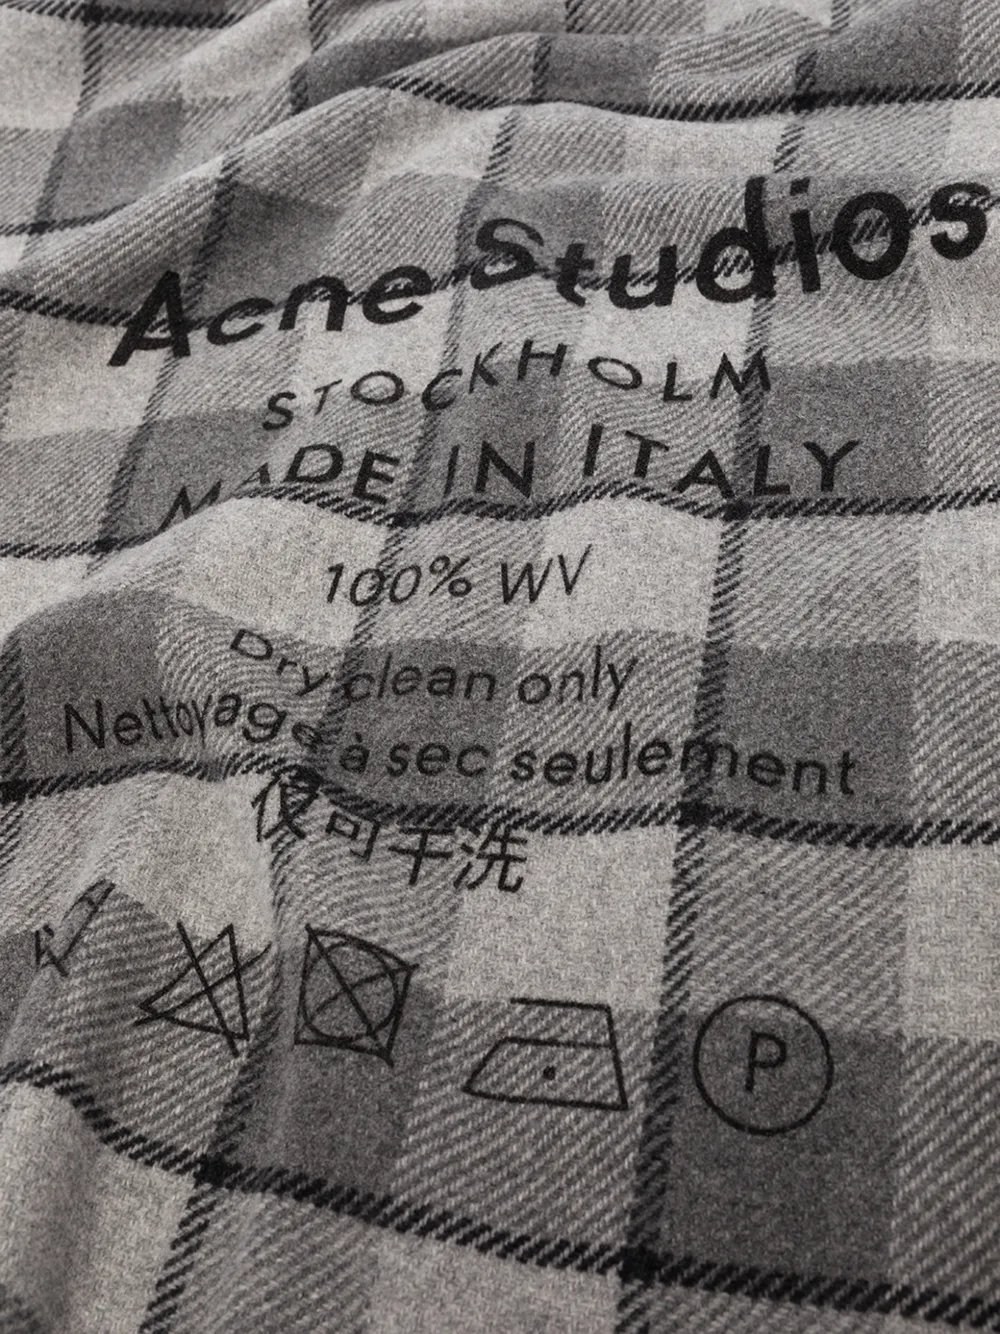 Acne Studios
STOCKHOLM
MADE IN ITALY
100% WV
Dry clean only
Nettoyage à sec seulement
仅可干洗
P